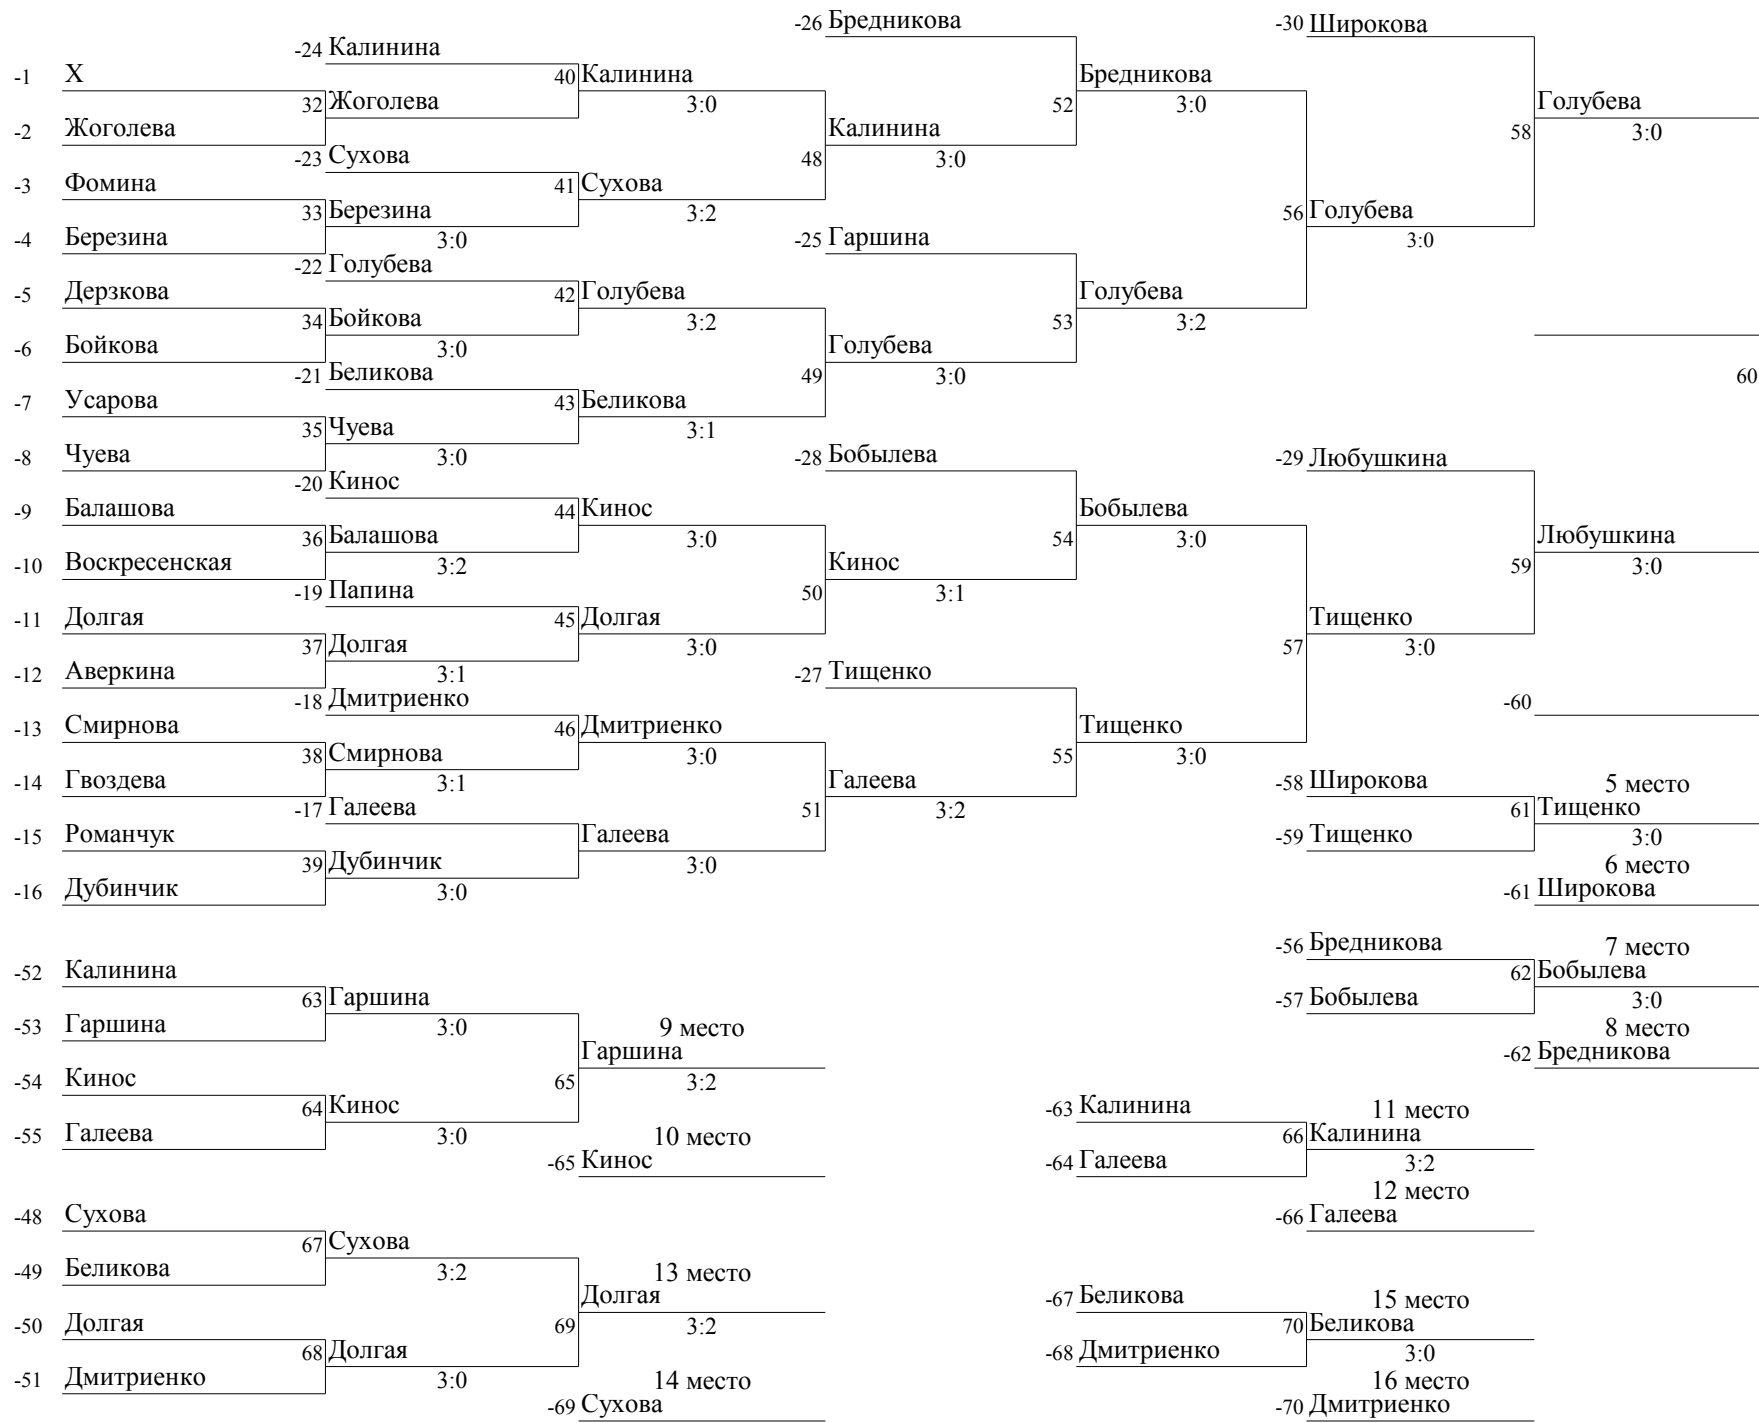 -26 Бредникова -30 Широкова
-24 Калинина
-1 Х 40 Калинина Бредникова
32 Жоголева 3:0 52 3:0 Голубева
-2 Жоголева Калинина 58 3:0
-23 Сухова 48 3:0
-3 Фомина 41 Сухова
33 Березина 3:2 56 Голубева
-4 Березина 3:0 -25 Гаршина 3:0
-22 Голубева
-5 Дерзкова 42 Голубева Голубева
34 Бойкова 3:2 53 3:2
-6 Бойкова 3:0 Голубева
-21 Беликова 49 3:0 60
-7 Усарова 43 Беликова
35 Чуева 3:1
-8 Чуева 3:0 -28 Бобылева -29 Любушкина
-20 Кинос
-9 Балашова 44 Кинос Бобылева
36 Балашова 3:0 54 3:0 Любушкина
-10 Воскресенская 3:2 Кинос 59 3:0
-19 Папина 50 3:1
-11 Долгая 45 Долгая Тищенко
37 Долгая 3:0 57 3:0
-12 Аверкина 3:1 -27 Тищенко
-18 Дмитриенко -60
-13 Смирнова 46 Дмитриенко Тищенко
38 Смирнова 3:0 55 3:0
-14 Гвоздева 3:1 Галеева -58 Широкова 5 место
-17 Галеева 51 3:2 61 Тищенко
-15 Романчук Галеева -59 Тищенко 3:0
39 Дубинчик 3:0 6 место
-16 Дубинчик 3:0 -61 Широкова
-56 Бредникова 7 место
-52 Калинина 62 Бобылева
63 Гаршина -57 Бобылева 3:0
-53 Гаршина 3:0 9 место 8 место
Гаршина -62 Бредникова
-54 Кинос 65 3:2
64 Кинос -63 Калинина 11 место
-55 Галеева 3:0 10 место 66 Калинина
-65 Кинос -64 Галеева 3:2
12 место
-48 Сухова -66 Галеева
67 Сухова
-49 Беликова 3:2 13 место
Долгая -67 Беликова 15 место
-50 Долгая 69 3:2 70 Беликова
68 Долгая -68 Дмитриенко 3:0
-51 Дмитриенко 3:0 14 место 16 место
-69 Сухова -70 Дмитриенко